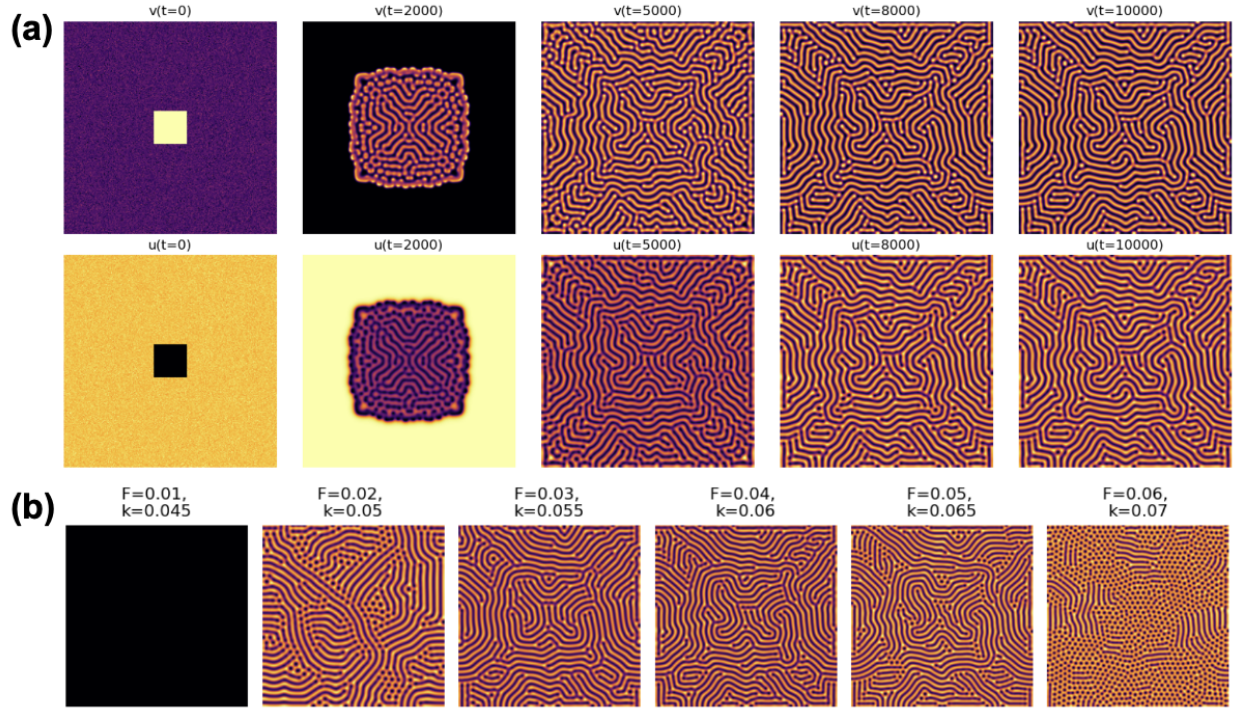 (a)
v(t=0)
v(t=2000)
v(t=5000)
v(t=8000)
v(t=10000)
u(t=0)
u(t=2000)
u(t=5000)
u(t=8000)
u(t=10000)
(b)
F=0.01,
k=0.045
F=0.02,
k=0.05
F=0.03,
k=0.055
F=0.04,
k=0.06
F=0.05,
k=0.065
F=0.06,
k=0.07